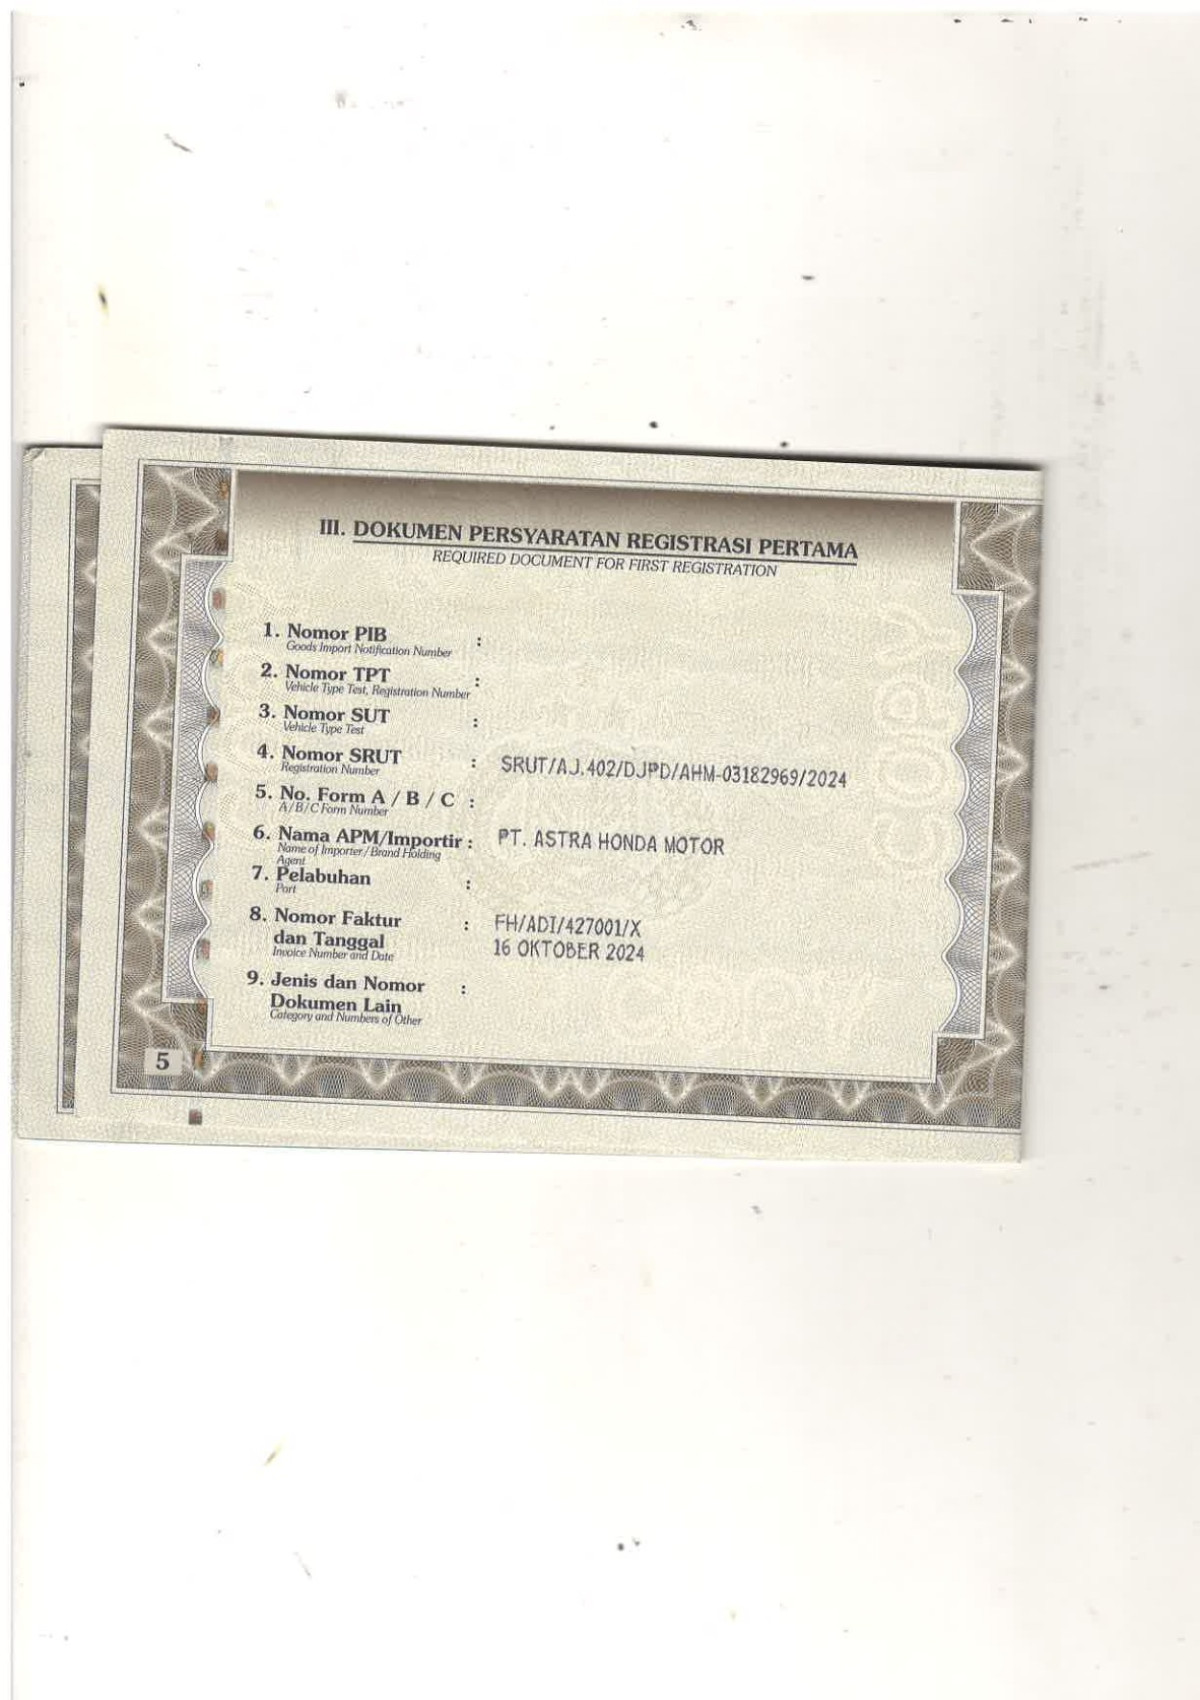 III. DOKUMEN PERSYARATAN REGISTRASI PERTAMA
REQUIRED DOCUMENT FOR FIRST REGISTRATION
1. Nomor PIB :
Goods Import Notification Number
2. Nomor TPT :
Vehicle Type Test, Registration Number
3. Nomor SUT :
Vehicle Type Test
4. Nomor SRUT : SRUT/AJ.402/DJPD/AHM-03182969/2024
Registration Number
5. No. Form A / B / C :
A / B / C Form Number
6. Nama APM/Importir : PT. ASTRA HONDA MOTOR
Name of Importer / Brand Holding
Agent
7. Pelabuhan :
Port
8. Nomor Faktur : FH/ADI/427001/X
dan Tanggal 16 OKTOBER 2024
Invoice Number and Date
9. Jenis dan Nomor :
Dokumen Lain
Category and Numbers of Other
5
COPY